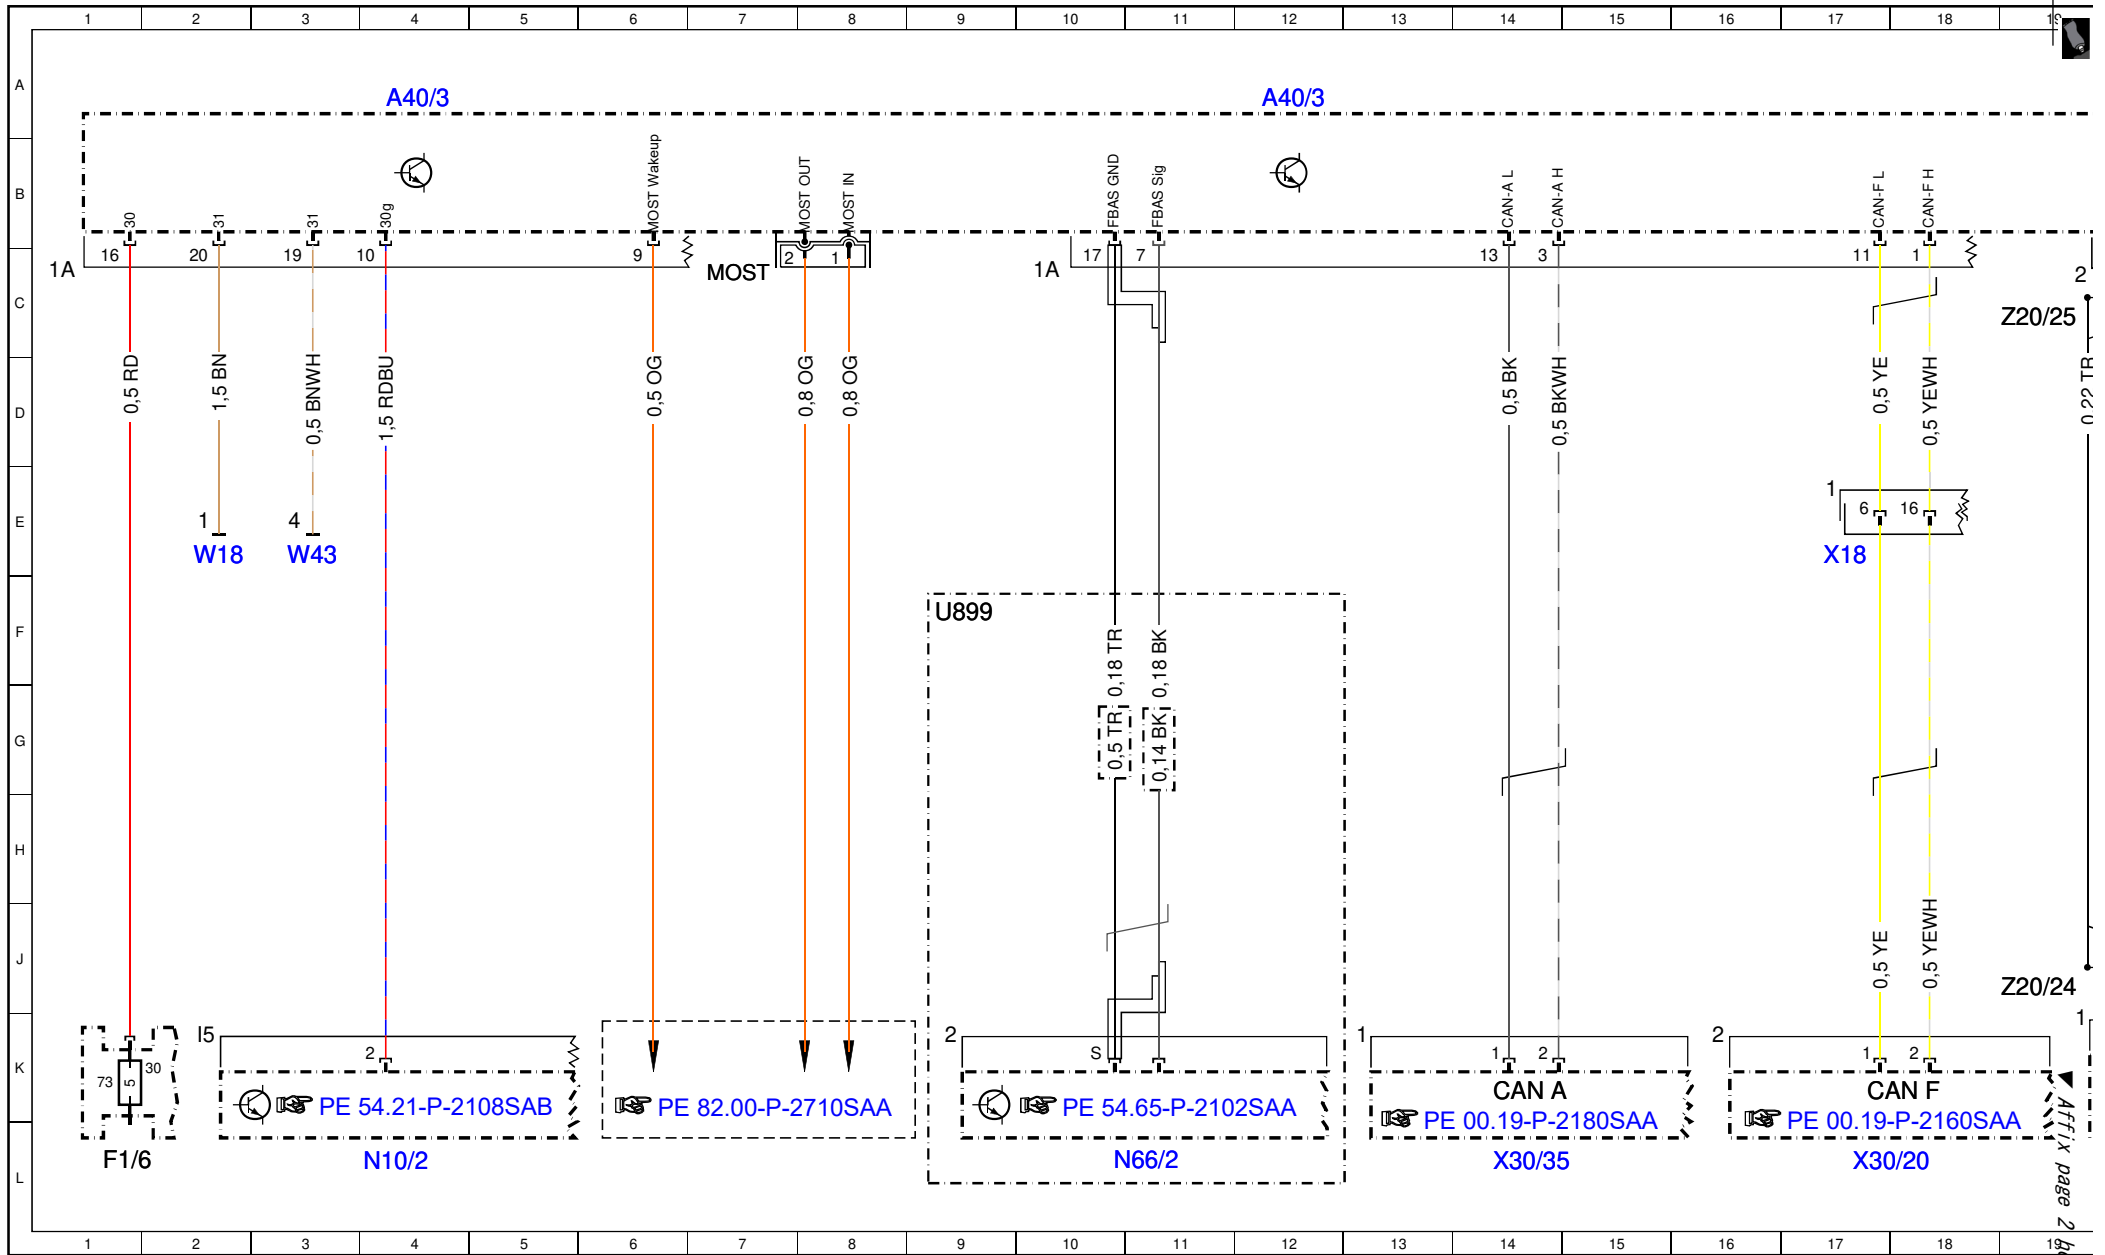 1 2 3 4 5 6 7 8 9 10 11 12 13 14 15 16 17 18 19
A
A40/3 A40/3
B
30 31 31 30g MOST Wakeup MOST OUT MOST IN FBAS GND FBAS Sig CAN-A L CAN-A H CAN-F L CAN-F H
16 20 19 10 9 2 1 17 7 13 3 11 1
1A MOST 1A 2
C
Z20/25
D
0,5 RD 1,5 BN 0,5 BNWH 1,5 RDBU 0,5 OG 0,8 OG 0,8 OG 0,5 BK 0,5 BKWH 0,5 YE 0,5 YEWH 0,22 TR
1
6 16
E
1 4
W18 W43 X18
U899
F
0,18 TR 0,18 BK
G
0,5 TR 0,14 BK
H
J
0,5 YE 0,5 YEWH
Z20/24
I5 2 1 2 1
K
2 S 1 2 1 2
73 5 30
CAN A CAN F
PE 54.21-P-2108SAB PE 82.00-P-2710SAA PE 54.65-P-2102SAA
PE 00.19-P-2180SAA PE 00.19-P-2160SAA
F1/6 N10/2 N66/2 X30/35 X30/20
L
Affix page 2
1 2 3 4 5 6 7 8 9 10 11 12 13 14 15 16 17 18 19